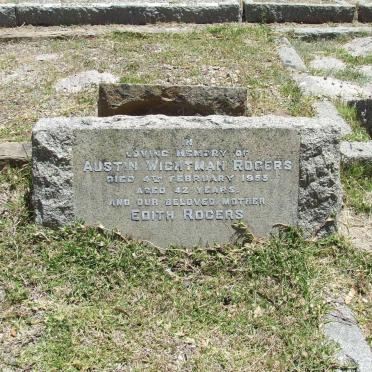 IN
LOVING MEMORY OF
AUSTIN WIGHTMAN ROGERS
DIED 4TH FEBRUARY 1955
AGED 42 YEARS.
AND OUR BELOVED MOTHER
EDITH ROGERS